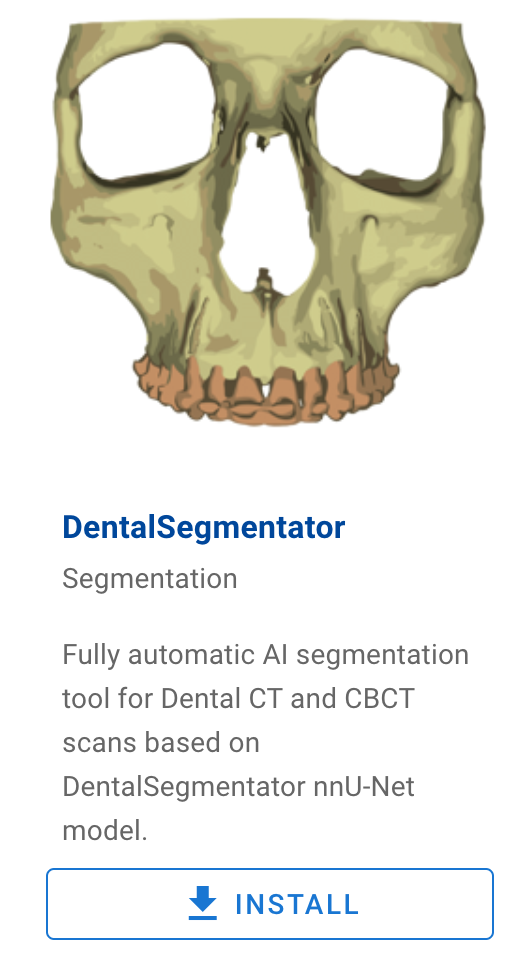 DentalSegmentator
Segmentation
Fully automatic AI segmentation
tool for Dental CT and CBCT
scans based on
DentalSegmentator nnU-Net
model.
INSTALL